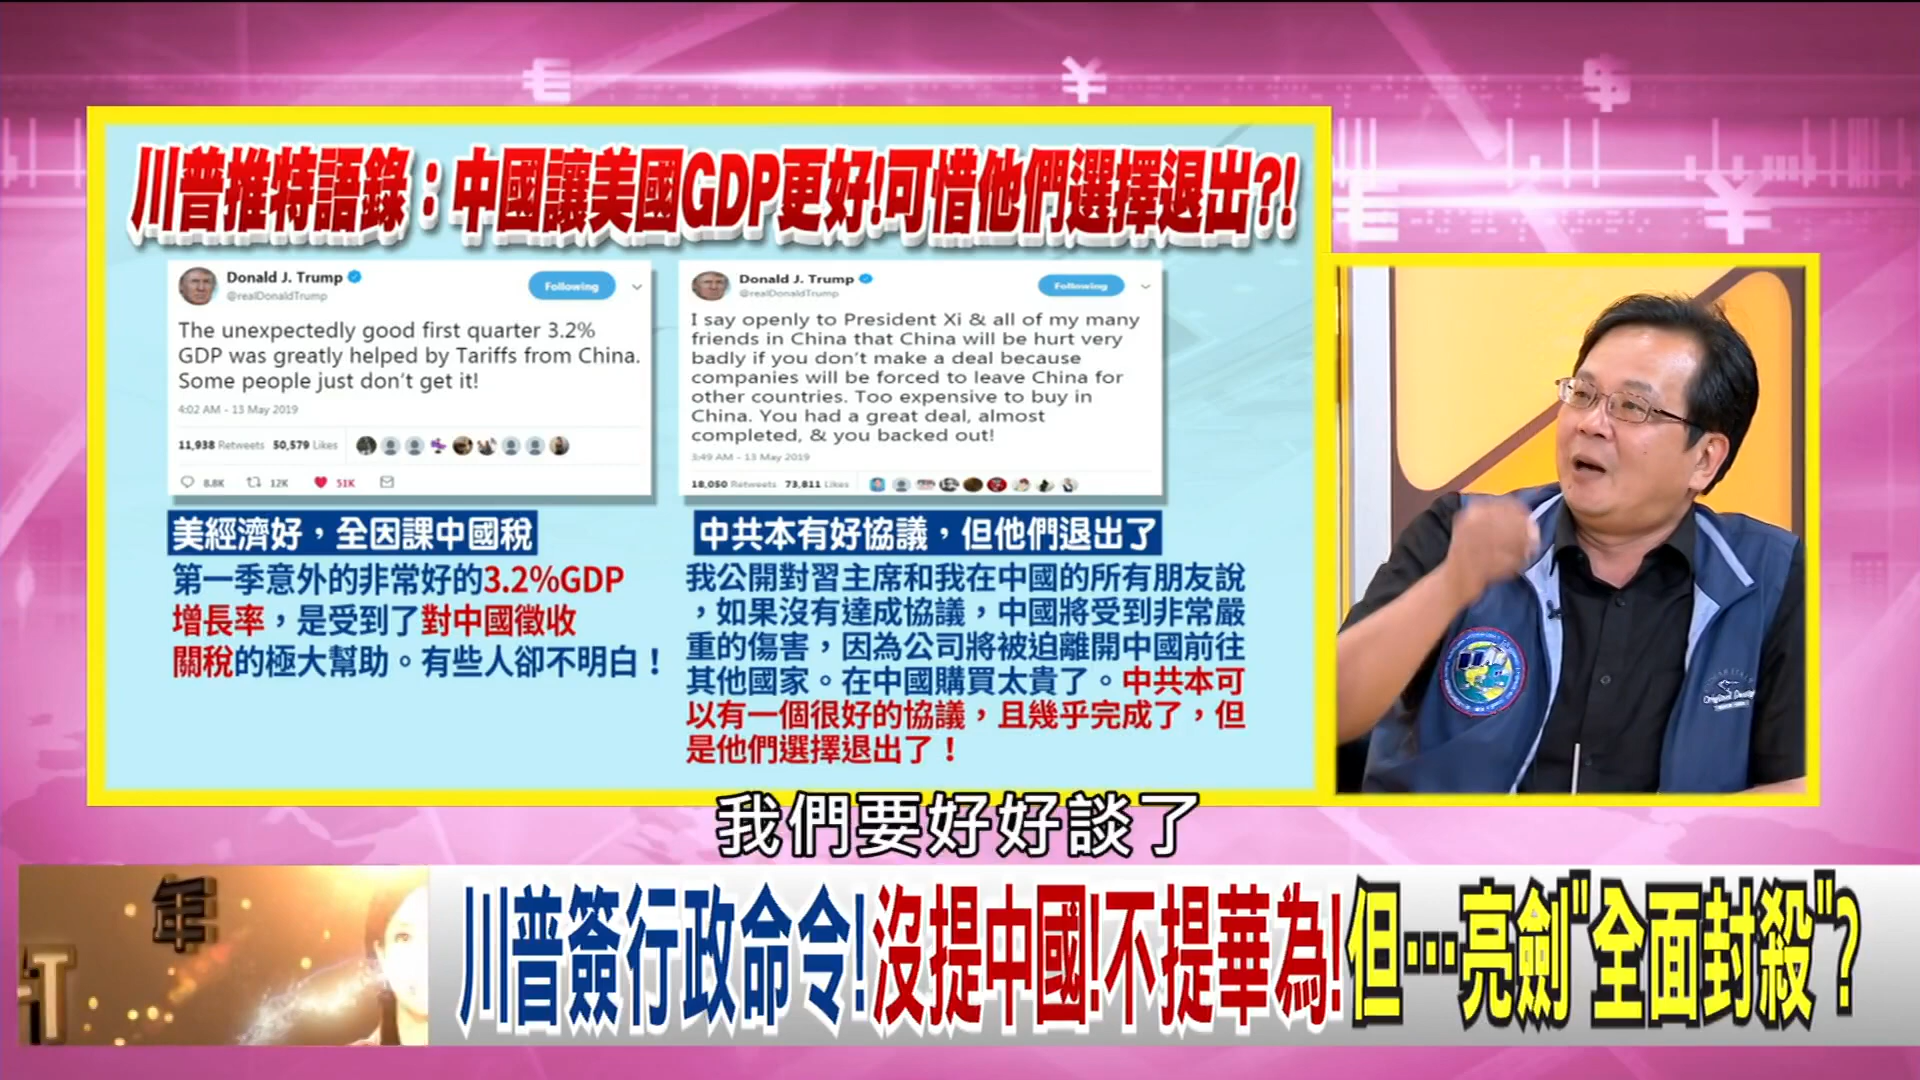 川普推特語錄：中國讓美國GDP更好!可惜他們選擇退出?!
Donald J. Trump
@realDonaldTrump
Following
The unexpectedly good first quarter 3.2%
GDP was greatly helped by Tariffs from China.
Some people just don't get it!
4:02 AM - 13 May 2019
11,938 Retweets 50,579 Likes
8.8K 12K 51K
Donald J. Trump
@realDonaldTrump
Following
I say openly to President Xi & all of my many
friends in China that China will be hurt very
badly if you don't make a deal because
companies will be forced to leave China for
other countries. Too expensive to buy in
China. You had a great deal, almost
completed, & you backed out!
3:49 AM - 13 May 2019
18,050 Retweets 73,811 Likes
美經濟好，全因課中國稅
第一季意外的非常好的3.2%GDP
增長率，是受到了對中國徵收
關稅的極大幫助。有些人卻不明白！
中共本有好協議，但他們退出了
我公開對習主席和我在中國的所有朋友說
，如果沒有達成協議，中國將受到非常嚴
重的傷害，因為公司將被迫離開中國前往
其他國家。在中國購買太貴了。中共本可
以有一個很好的協議，且幾乎完成了，但
是他們選擇退出了！
我們要好好談了
年
川普簽行政命令!沒提中國!不提華為!但…亮劍"全面封殺"?